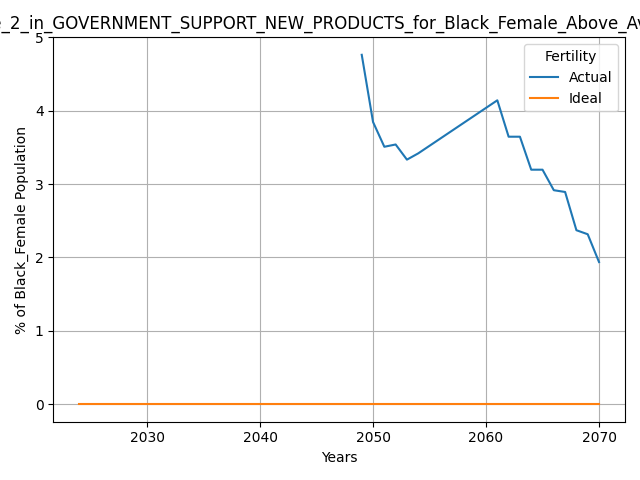 _2_in_GOVERNMENT_SUPPORT_NEW_PRODUCTS_for_Black_Female_Above_Av
5
4
3
2
1
0
% of Black_Female Population
Fertility
Actual
Ideal
2030 2040 2050 2060 2070
Years